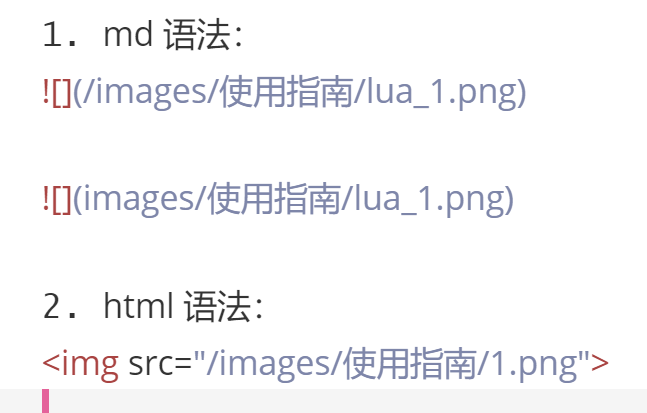 1. md 语法：
![](/images/使用指南/lua_1.png)
![](images/使用指南/lua_1.png)
2. html 语法：
<img src="/images/使用指南/1.png">